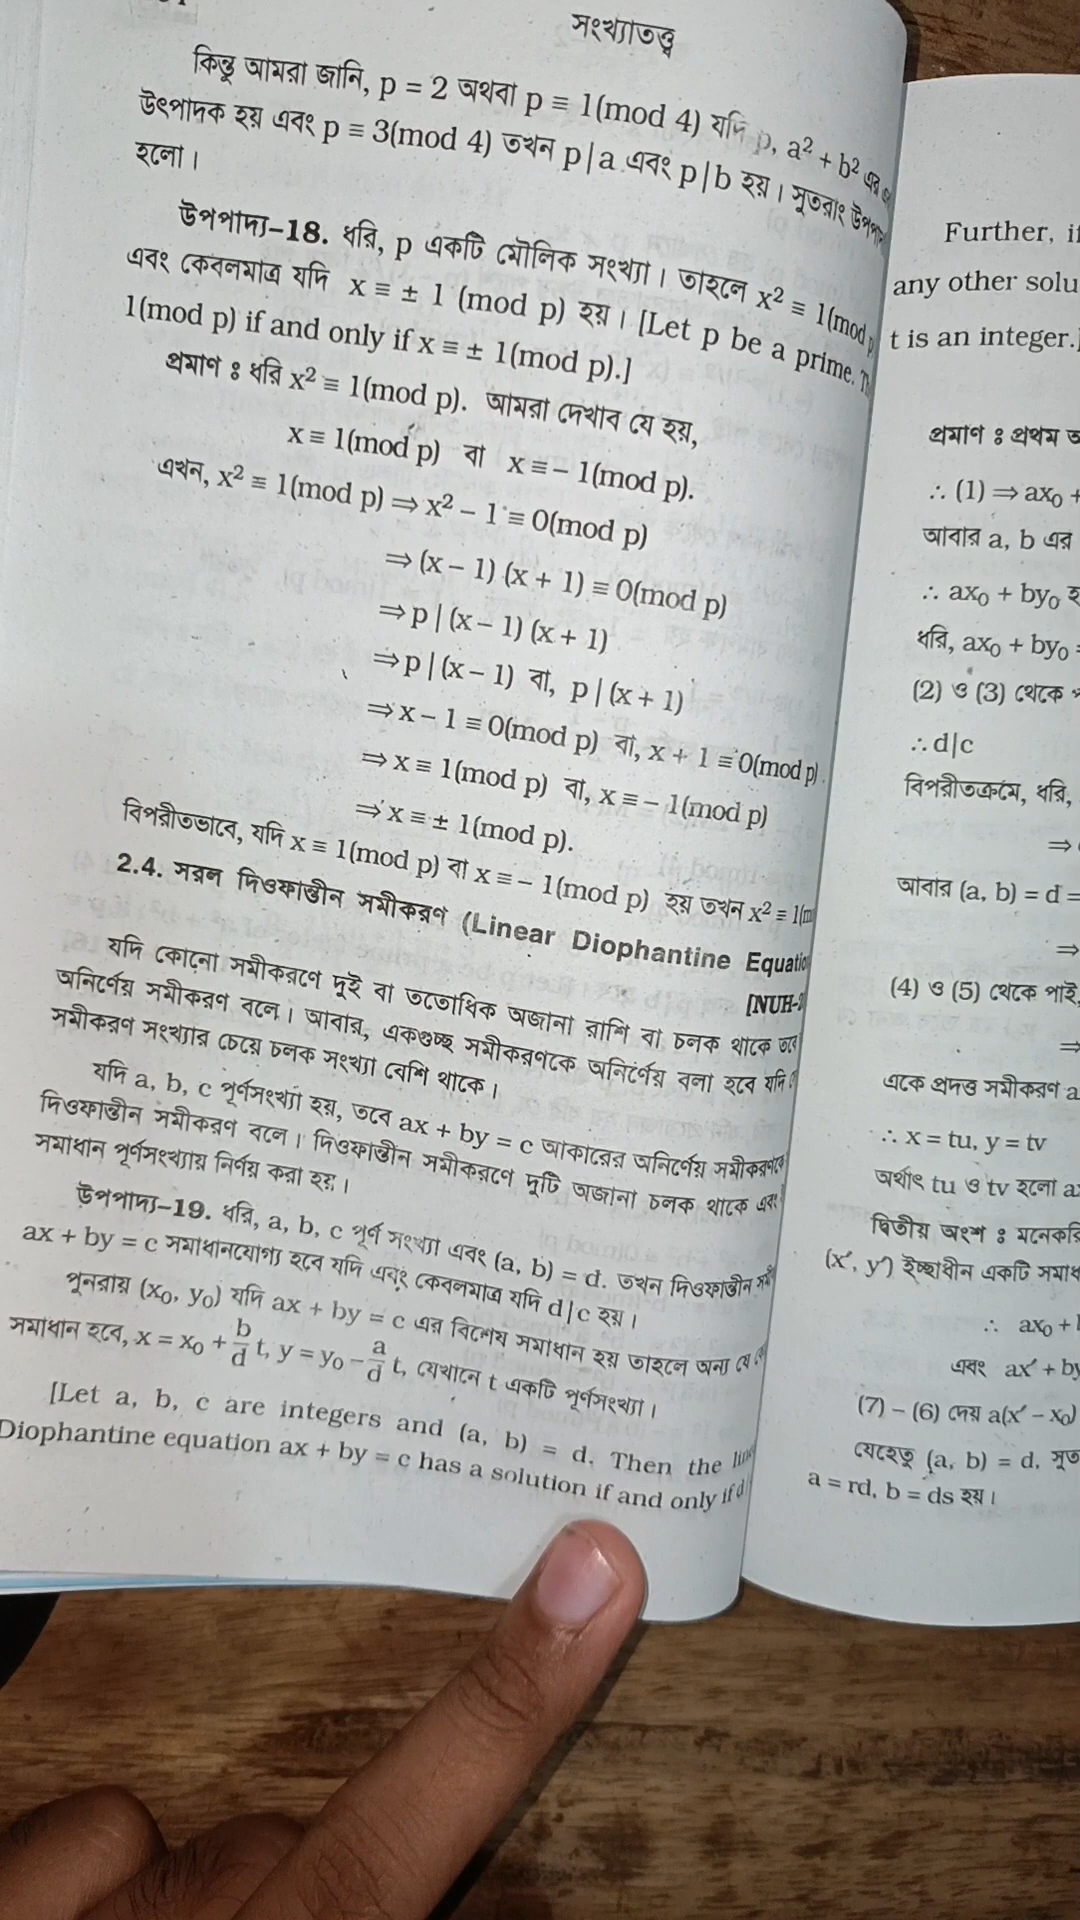 সংখ্যাতত্ত্ব
কিন্তু আমরা জানি, p = 2 অথবা p ≡ 1(mod 4) যদি p, a² + b² এর
উৎপাদক হয় এবং p ≡ 3(mod 4) তখন p|a এবং p|b হয়। সুতরাং
হলো।
উপপাদ্য-18. ধরি, p একটি মৌলিক সংখ্যা। তাহলে x² ≡ 1(mod p)
এবং কেবলমাত্র যদি x ≡ ± 1 (mod p) হয়। [Let p be a prime.
1(mod p) if and only if x ≡ ± 1(mod p).]
প্রমাণ ঃ ধরি x² ≡ 1(mod p). আমরা দেখাব যে হয়,
x ≡ 1(mod p) বা x ≡ – 1(mod p).
এখন, x² ≡ 1(mod p) ⇒ x² – 1 ≡ 0(mod p)
⇒ (x – 1) (x + 1) ≡ 0(mod p)
⇒ p | (x – 1) (x + 1)
⇒ p | (x – 1) বা, p | (x + 1)
⇒ x – 1 ≡ 0(mod p) বা, x + 1 ≡ 0(mod p).
⇒ x ≡ 1(mod p) বা, x ≡ – 1(mod p)
⇒ x ≡ ± 1(mod p).
বিপরীতভাবে, যদি x ≡ 1(mod p) বা x ≡ – 1(mod p) হয় তখন x² ≡ 1(m
2.4. সরল দিওফান্তীন সমীকরণ (Linear Diophantine Equatio
[NUH-
যদি কোনো সমীকরণে দুই বা ততোধিক অজানা রাশি বা চলক থাকে তবে
অনির্ণেয় সমীকরণ বলে। আবার, একগুচ্ছ সমীকরণকে অনির্ণেয় বলা হবে যদি
সমীকরণ সংখ্যার চেয়ে চলক সংখ্যা বেশি থাকে।
যদি a, b, c পূর্ণসংখ্যা হয়, তবে ax + by = c আকারের অনির্ণেয় সমীকরণকে
দিওফান্তীন সমীকরণ বলে। দিওফান্তীন সমীকরণে দুটি অজানা চলক থাকে এবং
সমাধান পূর্ণসংখ্যায় নির্ণয় করা হয়।
উপপাদ্য-19. ধরি, a, b, c পূর্ণ সংখ্যা এবং (a, b) = d. তখন দিওফান্তীন
ax + by = c সমাধানযোগ্য হবে যদি এবং কেবলমাত্র যদি d|c হয়।
পুনরায় (x₀, y₀) যদি ax + by = c এর বিশেষ সমাধান হয় তাহলে অন্য যে
সমাধান হবে, x = x₀ + b/d t, y = y₀ – a/d t, যেখানে t একটি পূর্ণসংখ্যা।
[Let a, b, c are integers and (a, b) = d. Then the
Diophantine equation ax + by = c has a solution if and only if d
Further, if
any other solu
t is an integer.]
প্রমাণ ঃ প্রথম অ
∴ (1) ⇒ ax₀ +
আবার a, b এর
∴ ax₀ + by₀ হ
ধরি, ax₀ + by₀ =
(2) ও (3) থেকে
∴ d|c
বিপরীতক্রমে, ধরি,
⇒
আবার (a, b) = d =
⇒
(4) ও (5) থেকে পাই,
⇒
একে প্রদত্ত সমীকরণ a
∴ x = tu, y = tv
অর্থাৎ tu ও tv হলো a
দ্বিতীয় অংশ ঃ মনেকরি
(x′, y′) ইচ্ছাধীন একটি সমাধ
∴ ax₀ + b
এবং ax′ + by
(7) – (6) দেয় a(x′ – x₀)
যেহেতু (a, b) = d, সুত
a = rd, b = ds হয়।